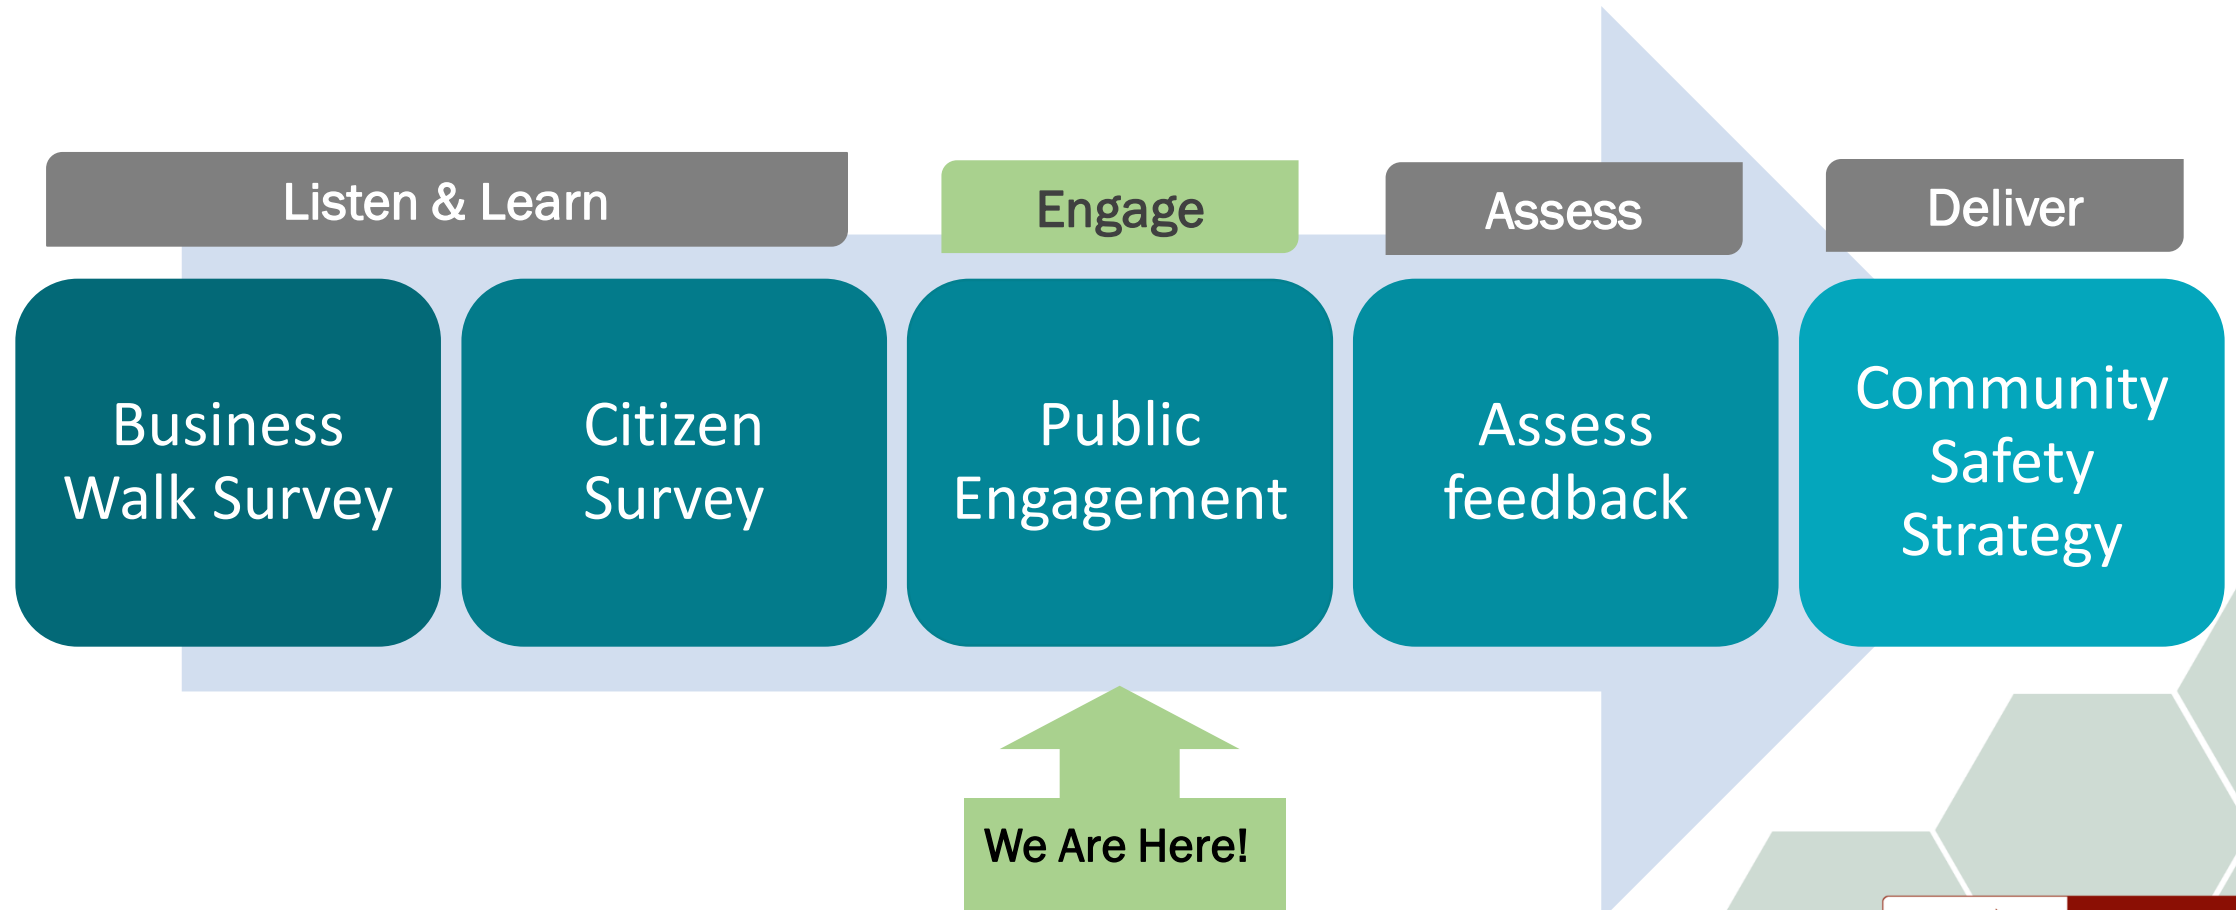 Listen & Learn
Engage
Assess
Deliver
Business
Walk Survey
Citizen
Survey
Public
Engagement
Assess
feedback
Community
Safety
Strategy
We Are Here!